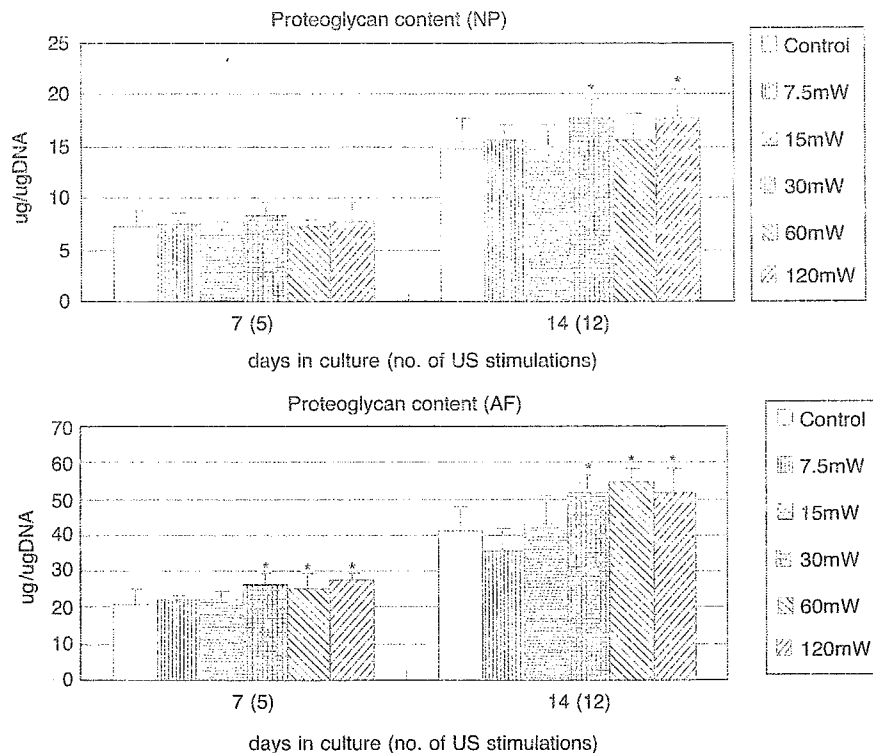 Proteoglycan content (NP)
25
20
15
10
5
0
ug/ugDNA
* *
7 (5) 14 (12)
days in culture (no. of US stimulations)
Control
7.5mW
15mW
30mW
60mW
120mW
Proteoglycan content (AF)
70
60
50
40
30
20
10
0
ug/ugDNA
* * * * * *
7 (5) 14 (12)
days in culture (no. of US stimulations)
Control
7.5mW
15mW
30mW
60mW
120mW